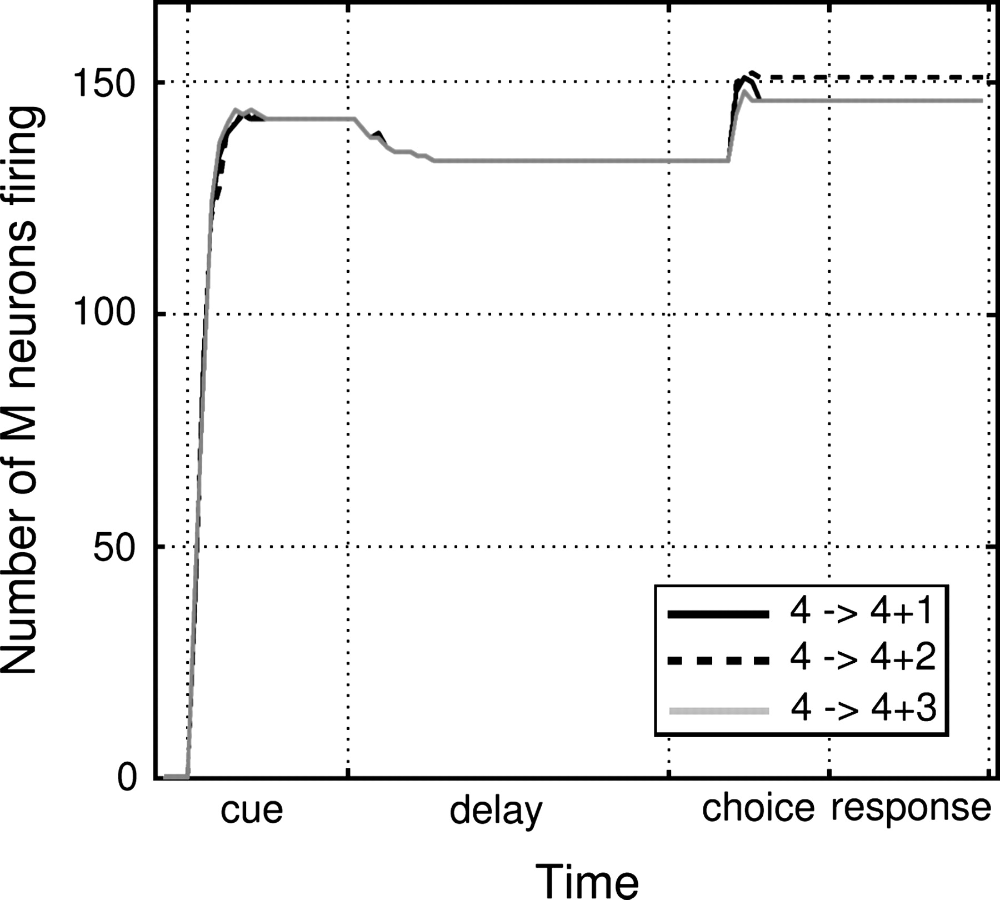 Number of M neurons firing
150
100
50
0
4 -> 4+1
4 -> 4+2
4 -> 4+3
cue delay choice response
Time